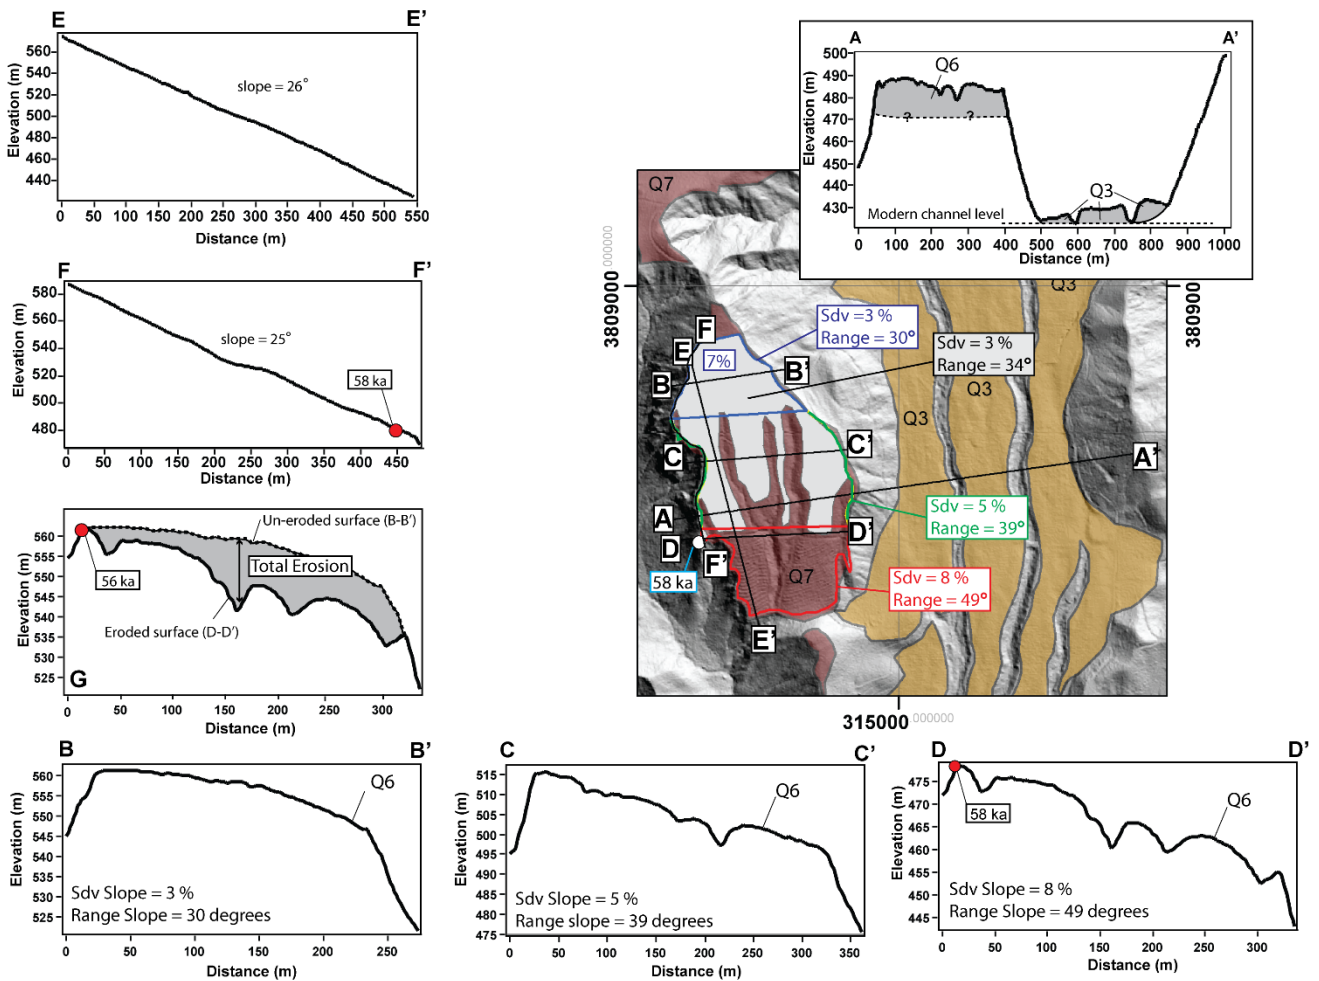 E
E'
Elevation (m)
560
540
520
500
480
460
440
slope = 26°
0 50 100 150 200 250 300 350 400 450 500 550
Distance (m)
F
F'
Elevation (m)
580
560
540
520
500
480
slope = 25°
58 ka
0 50 100 150 200 250 300 350 400 450
Distance (m)
Elevation (m)
560
555
550
545
540
535
530
525
Un-eroded surface (B-B')
Total Erosion
56 ka
Eroded surface (D-D')
G
0 50 100 150 200 250 300
Distance (m)
A
A'
Elevation (m)
500
490
480
470
460
450
440
430
Q6
? ?
Q3
Modern channel level
0 100 200 300 400 500 600 700 800 900 1000
Distance (m)
3809000 000000
380900
Q7
Q3
Sdv =3 %
Range = 30°
Sdv = 3 %
Range = 34°
F
E
7%
B
B'
Q3
Q3
C
C'
A'
A
D
D'
F'
Sdv = 5 %
Range = 39°
58 ka
Q7
Sdv = 8 %
Range = 49°
E'
315000 .000000
B
B'
Elevation (m)
560
555
550
545
540
535
530
525
Q6
Sdv Slope = 3 %
Range Slope = 30 degrees
0 50 100 150 200 250
Distance (m)
C
C'
Elevation (m)
515
510
505
500
495
490
485
480
475
Q6
Sdv Slope = 5 %
Range slope = 39 degrees
0 50 100 150 200 250 300 350
Distance (m)
D
D'
Elevation (m)
475
470
465
460
455
450
445
58 ka
Q6
Sdv Slope = 8 %
Range Slope = 49 degrees
0 50 100 150 200 250 300
Distance (m)